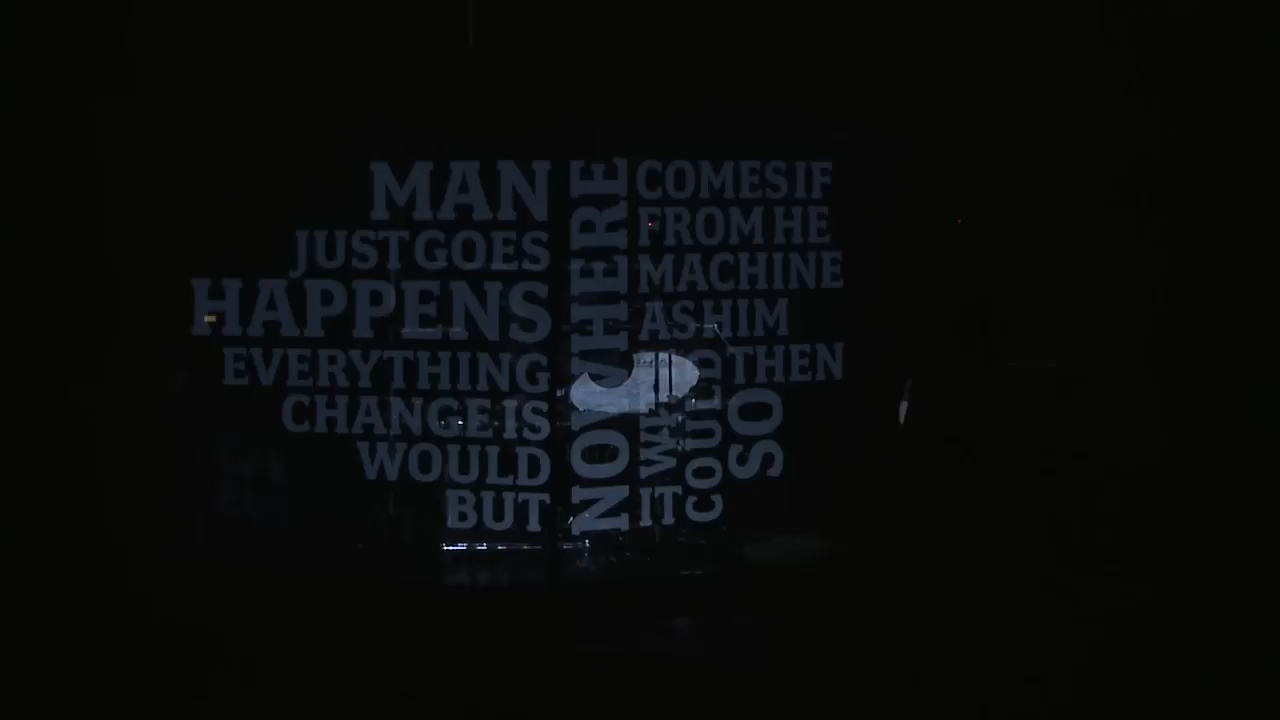 MAN
JUST GOES
HAPPENS
EVERYTHING
CHANGE IS
WOULD
BUT
NOWHERE
COMES IF
FROM HE
MACHINE
AS HIM
THEN
COULD
SO
IT